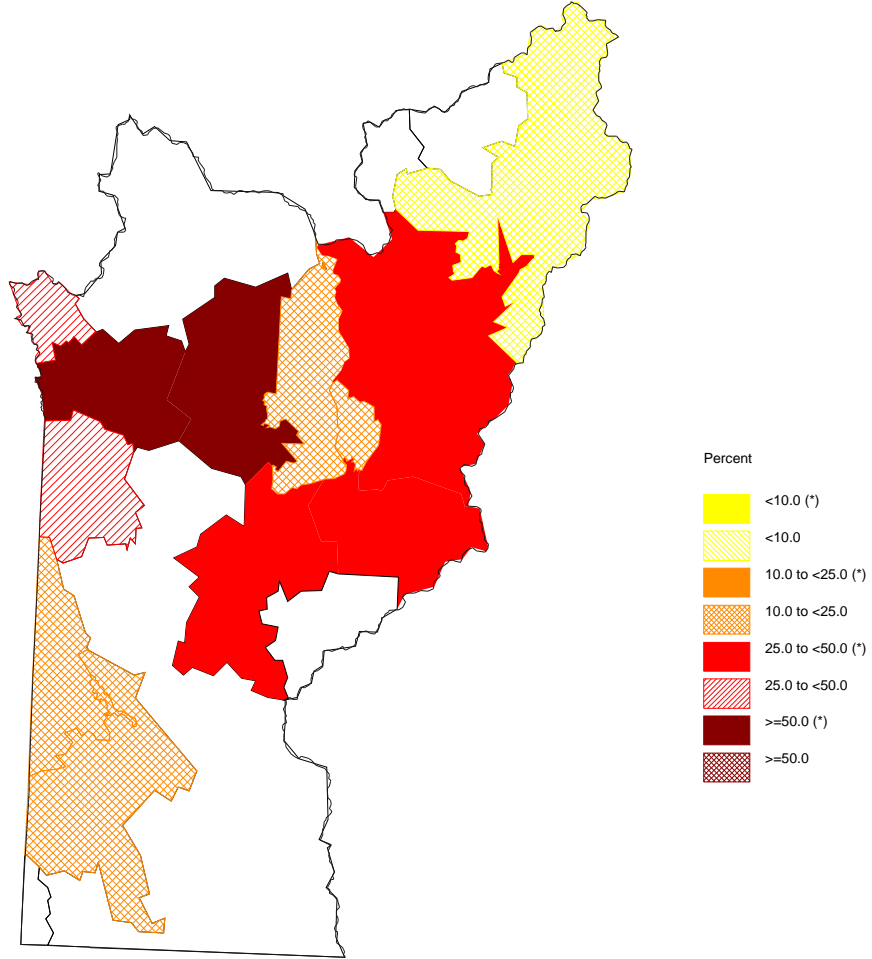 Percent
<10.0 (*)
<10.0
10.0 to <25.0 (*)
10.0 to <25.0
25.0 to <50.0 (*)
25.0 to <50.0
>=50.0 (*)
>=50.0